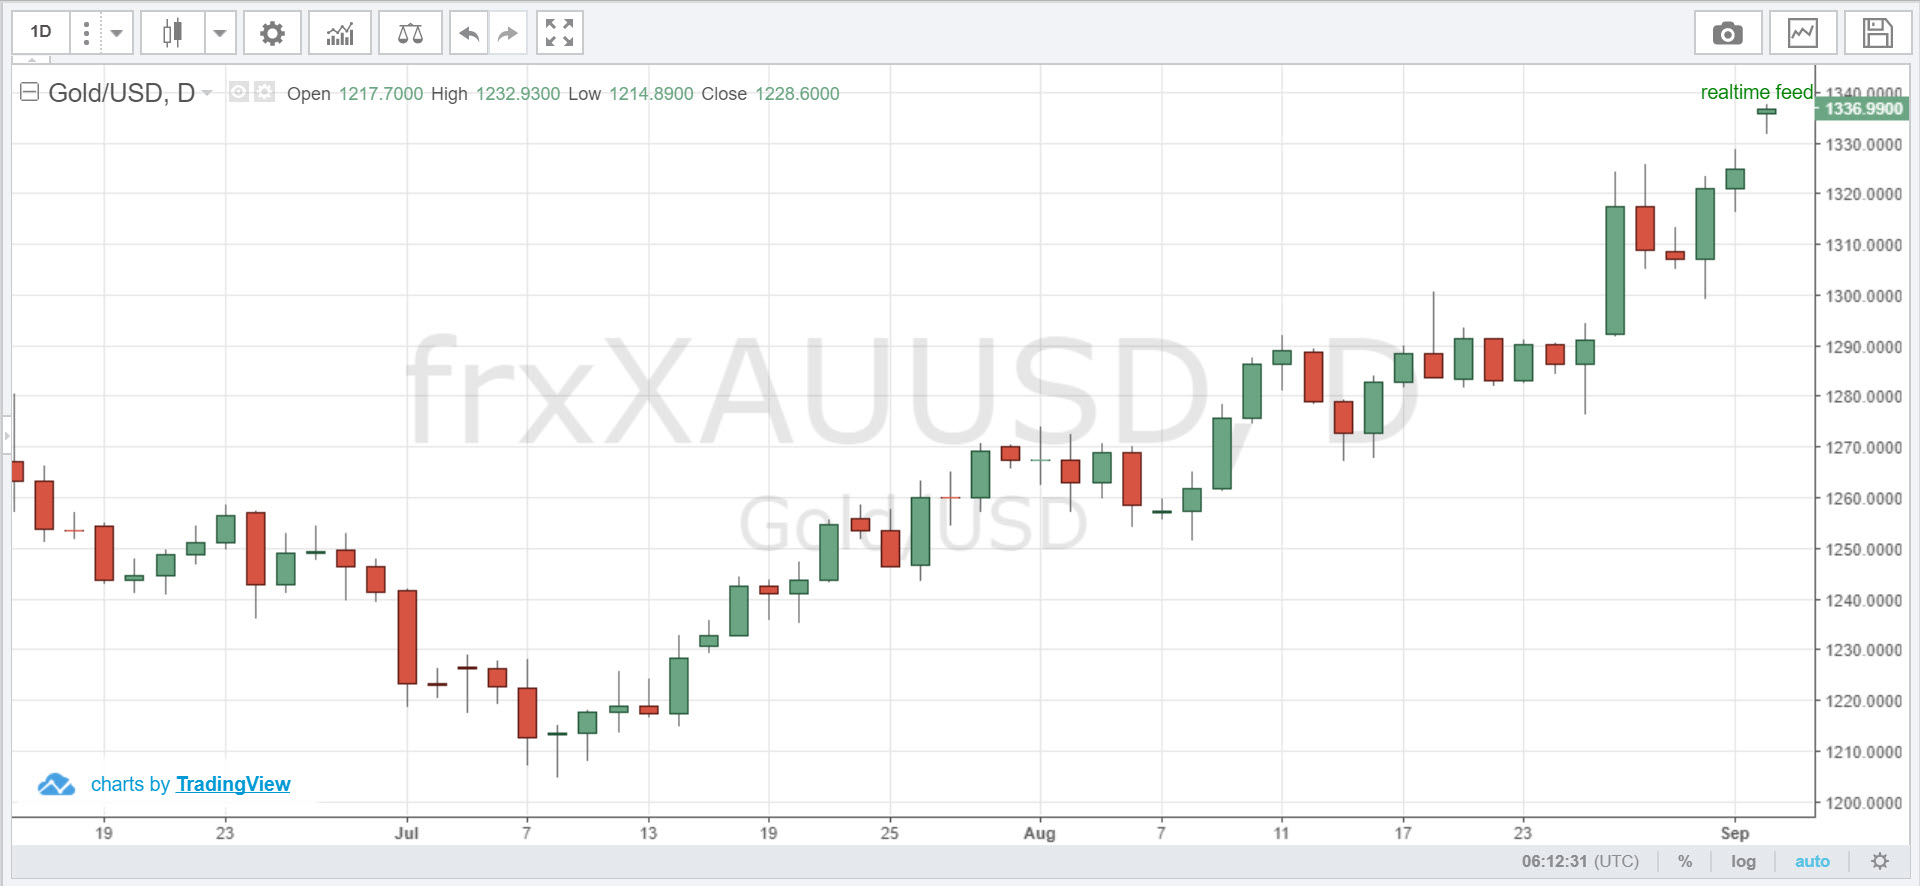 1D
Gold/USD, D Open 1217.7000 High 1232.9300 Low 1214.8900 Close 1228.6000
realtime feed
1340.0000
1336.9900
1330.0000
1320.0000
1310.0000
1300.0000
1290.0000
1280.0000
1270.0000
1260.0000
1250.0000
1240.0000
1230.0000
1220.0000
1210.0000
1200.0000
frxXAUUSD, D
Gold/USD
charts by TradingView
19 23 Jul 7 13 19 25 Aug 7 11 17 23 Sep
06:12:31 (UTC) % log auto